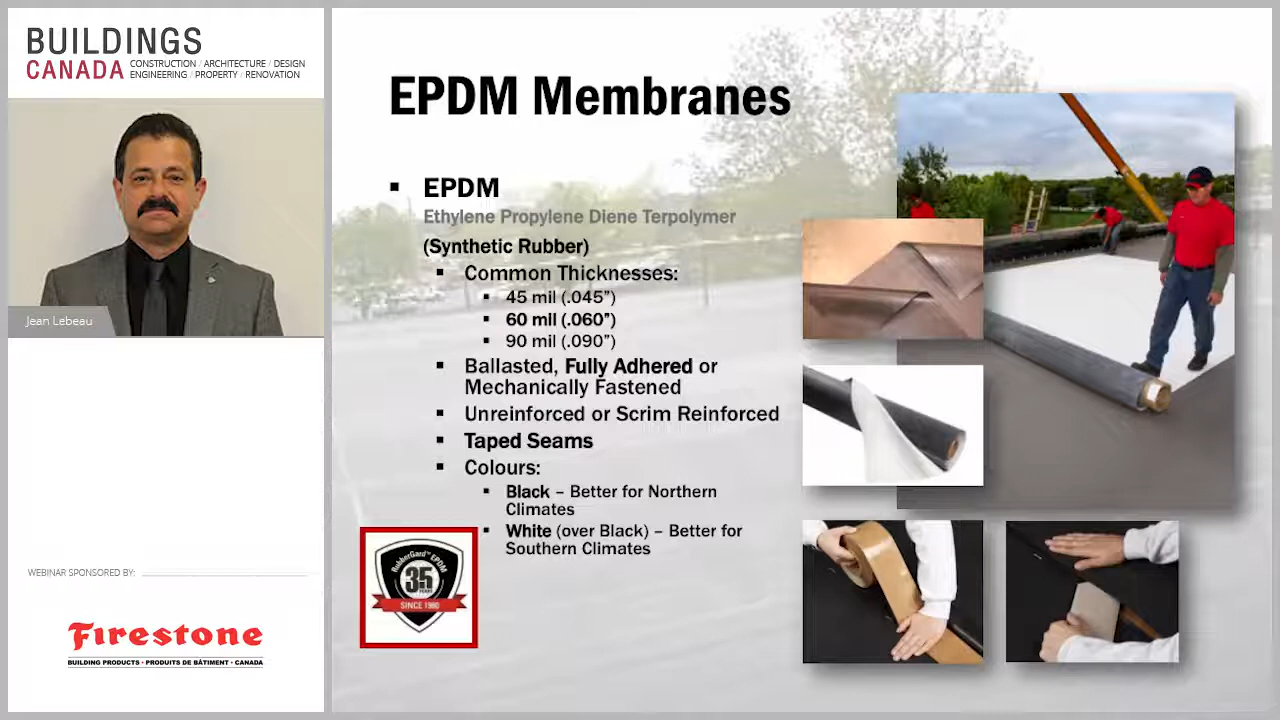 BUILDINGS
CANADA CONSTRUCTION / ARCHITECTURE / DESIGN
ENGINEERING / PROPERTY / RENOVATION
Jean Lebeau
WEBINAR SPONSORED BY:
Firestone
BUILDING PRODUCTS · PRODUITS DE BÂTIMENT · CANADA
EPDM Membranes
▪ EPDM
Ethylene Propylene Diene Terpolymer
(Synthetic Rubber)
▪ Common Thicknesses:
▪ 45 mil (.045”)
▪ 60 mil (.060”)
▪ 90 mil (.090”)
▪ Ballasted, Fully Adhered or
Mechanically Fastened
▪ Unreinforced or Scrim Reinforced
▪ Taped Seams
▪ Colours:
▪ Black – Better for Northern
Climates
▪ White (over Black) – Better for
Southern Climates
RubberGard™ EPDM
35
YEARS
SINCE 1980